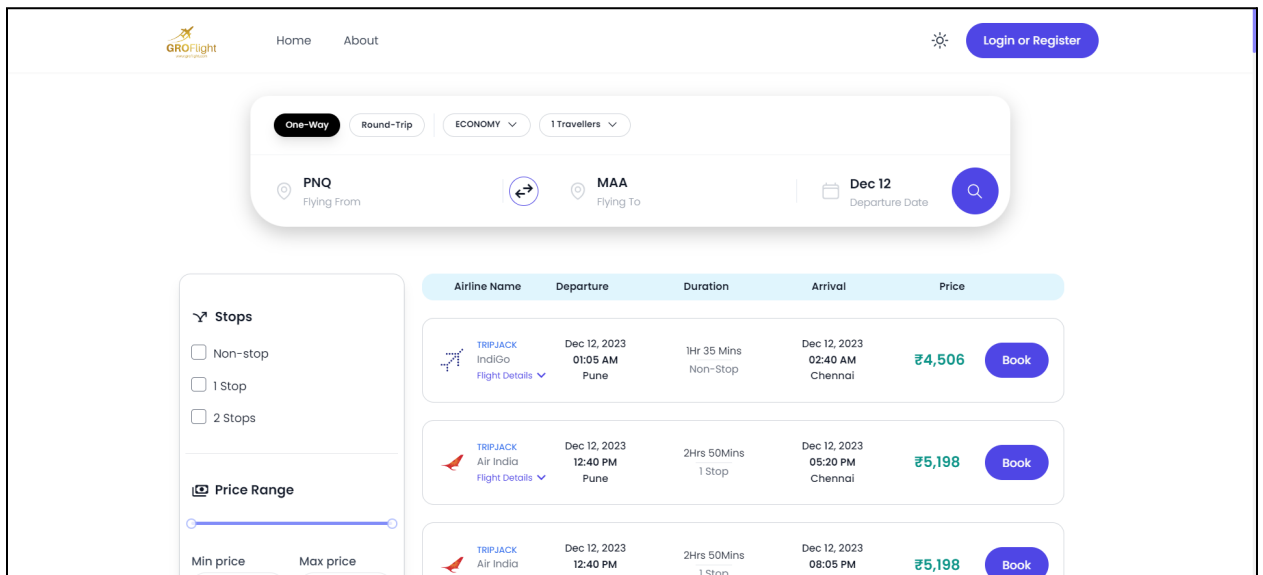 GROFlight
Home
About
Login or Register
One-Way
Round-Trip
ECONOMY
1 Travellers
PNQ
Flying From
MAA
Flying To
Dec 12
Departure Date
Stops
Non-stop
1 Stop
2 Stops
Price Range
Min price
Max price
Airline Name
Departure
Duration
Arrival
Price
TRIPJACK
IndiGo
Flight Details
Dec 12, 2023
01:05 AM
Pune
1Hr 35 Mins
Non-Stop
Dec 12, 2023
02:40 AM
Chennai
₹4,506
Book
TRIPJACK
Air India
Flight Details
Dec 12, 2023
12:40 PM
Pune
2Hrs 50Mins
1 Stop
Dec 12, 2023
05:20 PM
Chennai
₹5,198
Book
TRIPJACK
Air India
Dec 12, 2023
12:40 PM
2Hrs 50Mins
1 Stop
Dec 12, 2023
08:05 PM
₹5,198
Book